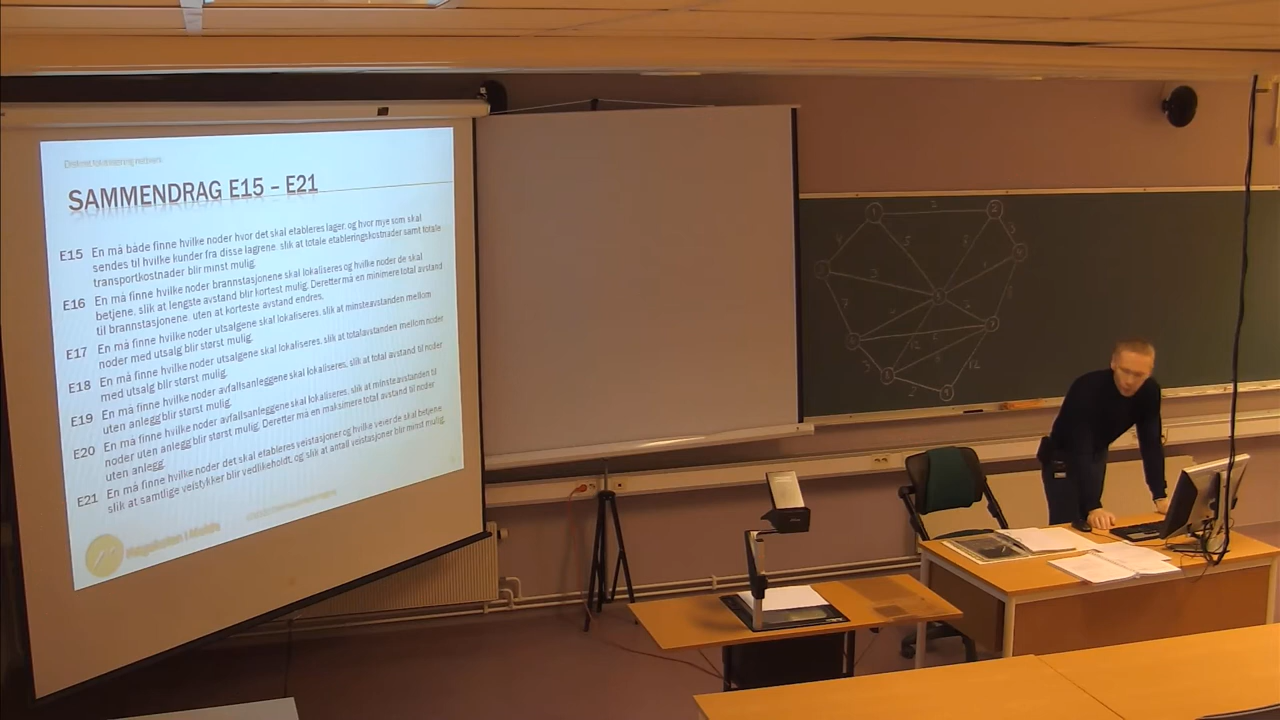 Diskret lokalisering nettverk
SAMMENDRAG E15 – E21
E15 En må både finne hvilke noder hvor det skal etableres lager, og hvor mye som skal
sendes til hvilke kunder fra disse lagrene, slik at totale etableringskostnader samt totale
transportkostnader blir minst mulig.
E16 En må finne hvilke noder brannstasjonene skal lokaliseres og hvilke noder de skal
betjene, slik at lengste avstand blir kortest mulig. Deretter må en minimere total avstand
til brannstasjonene, uten at korteste avstand endres.
E17 En må finne hvilke noder utsalgene skal lokaliseres, slik at minsteavstanden mellom
noder med utsalg blir størst mulig.
E18 En må finne hvilke noder utsalgene skal lokaliseres, slik at totalavstanden mellom noder
med utsalg blir størst mulig.
E19 En må finne hvilke noder avfallsanleggene skal lokaliseres, slik at total avstand til noder
uten anlegg blir størst mulig.
E20 En må finne hvilke noder avfallsanleggene skal lokaliseres, slik at minsteavstanden til
noder uten anlegg blir størst mulig. Deretter må en maksimere total avstand til noder
uten anlegg.
E21 En må finne hvilke noder det skal etableres veistasjoner og hvilke veier de skal betjene,
slik at samtlige veistykker blir vedlikeholdt, og slik at antall veistasjoner blir minst mulig.
Høgskolen i Molde